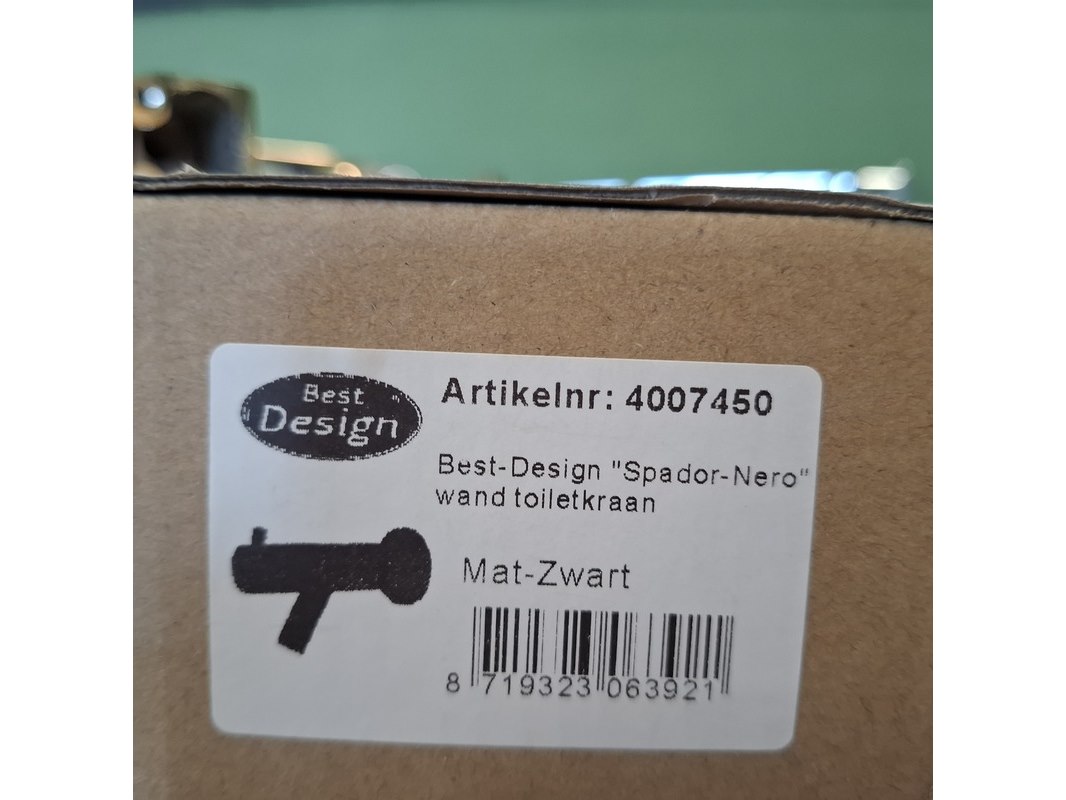 Best
Design
Artikelnr: 4007450
Best-Design "Spador-Nero"
wand toiletkraan
Mat-Zwart
8 719323 063921